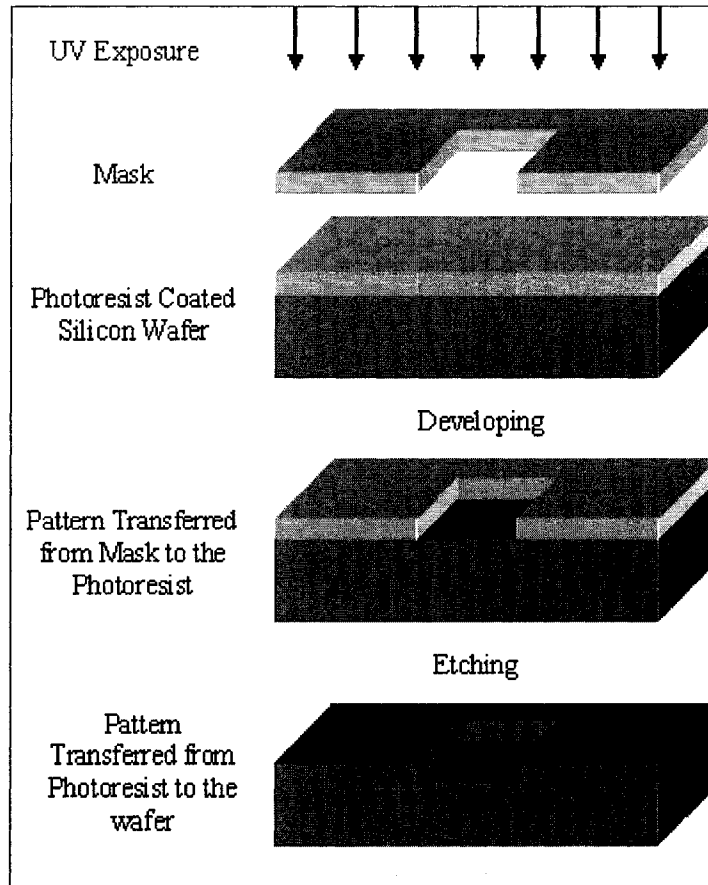 UV Exposure
Mask
Photoresist Coated
Silicon Wafer
Developing
Pattern Transferred
from Mask to the
Photoresist
Etching
Pattern
Transferred from
Photoresist to the
wafer